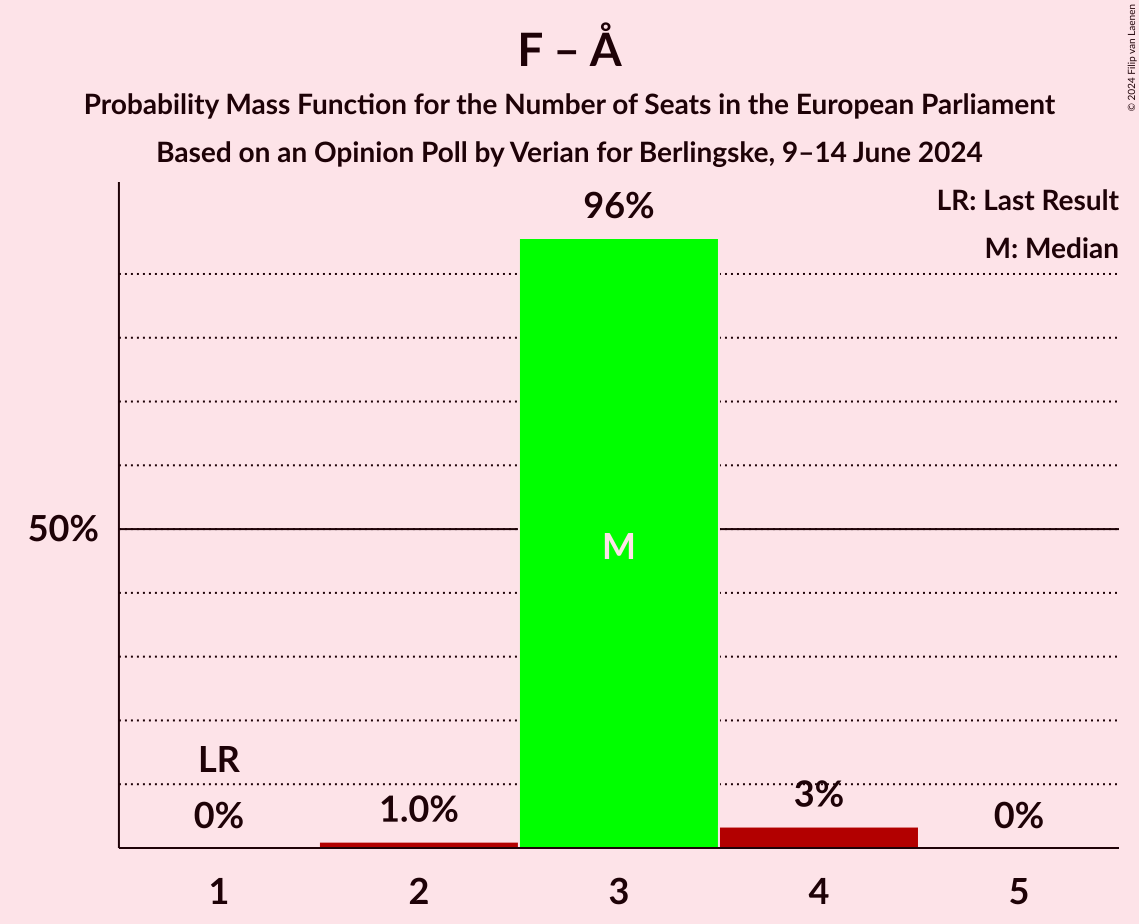 F – Å
Probability Mass Function for the Number of Seats in the European Parliament
Based on an Opinion Poll by Verian for Berlingske, 9–14 June 2024
© 2024 Filip van Laenen
LR: Last Result
M: Median
96%
50%
M
LR
0%
1.0%
3%
0%
1
2
3
4
5